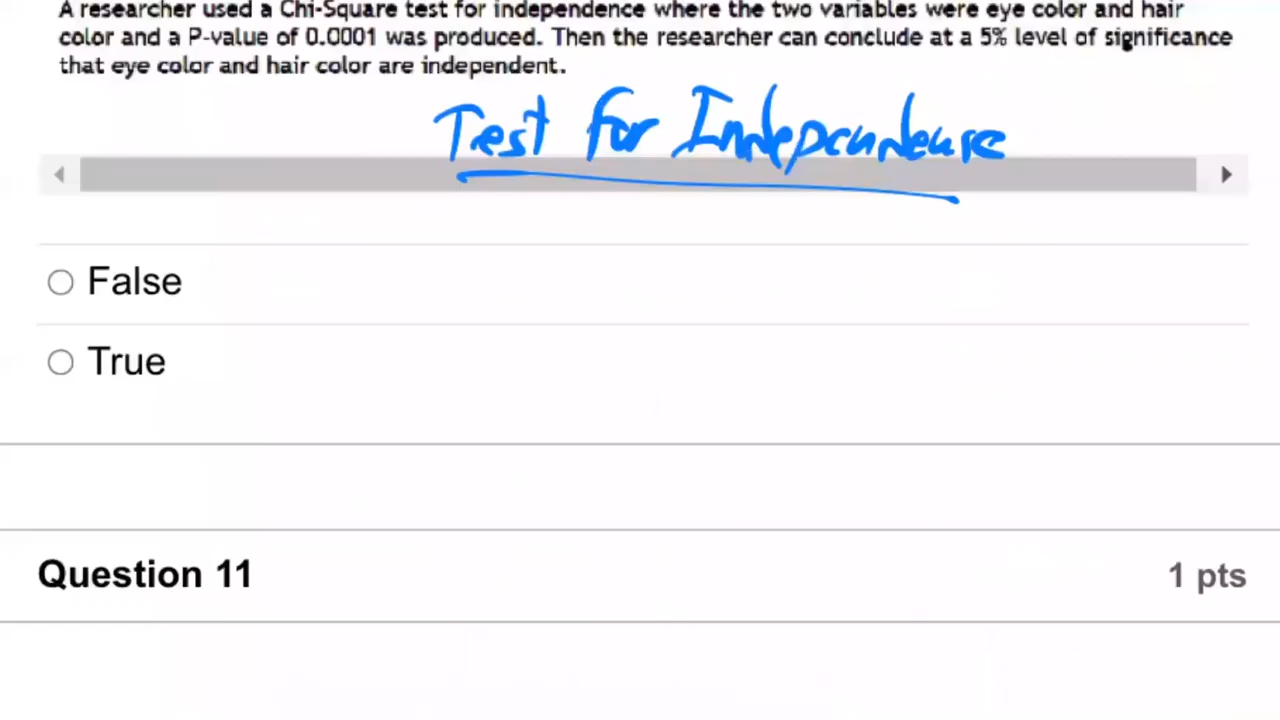 A researcher used a Chi-Square test for independence where the two variables were eye color and hair
color and a P-value of 0.0001 was produced. Then the researcher can conclude at a 5% level of significance
that eye color and hair color are independent.
Test for Independence
False
True
Question 11 1 pts